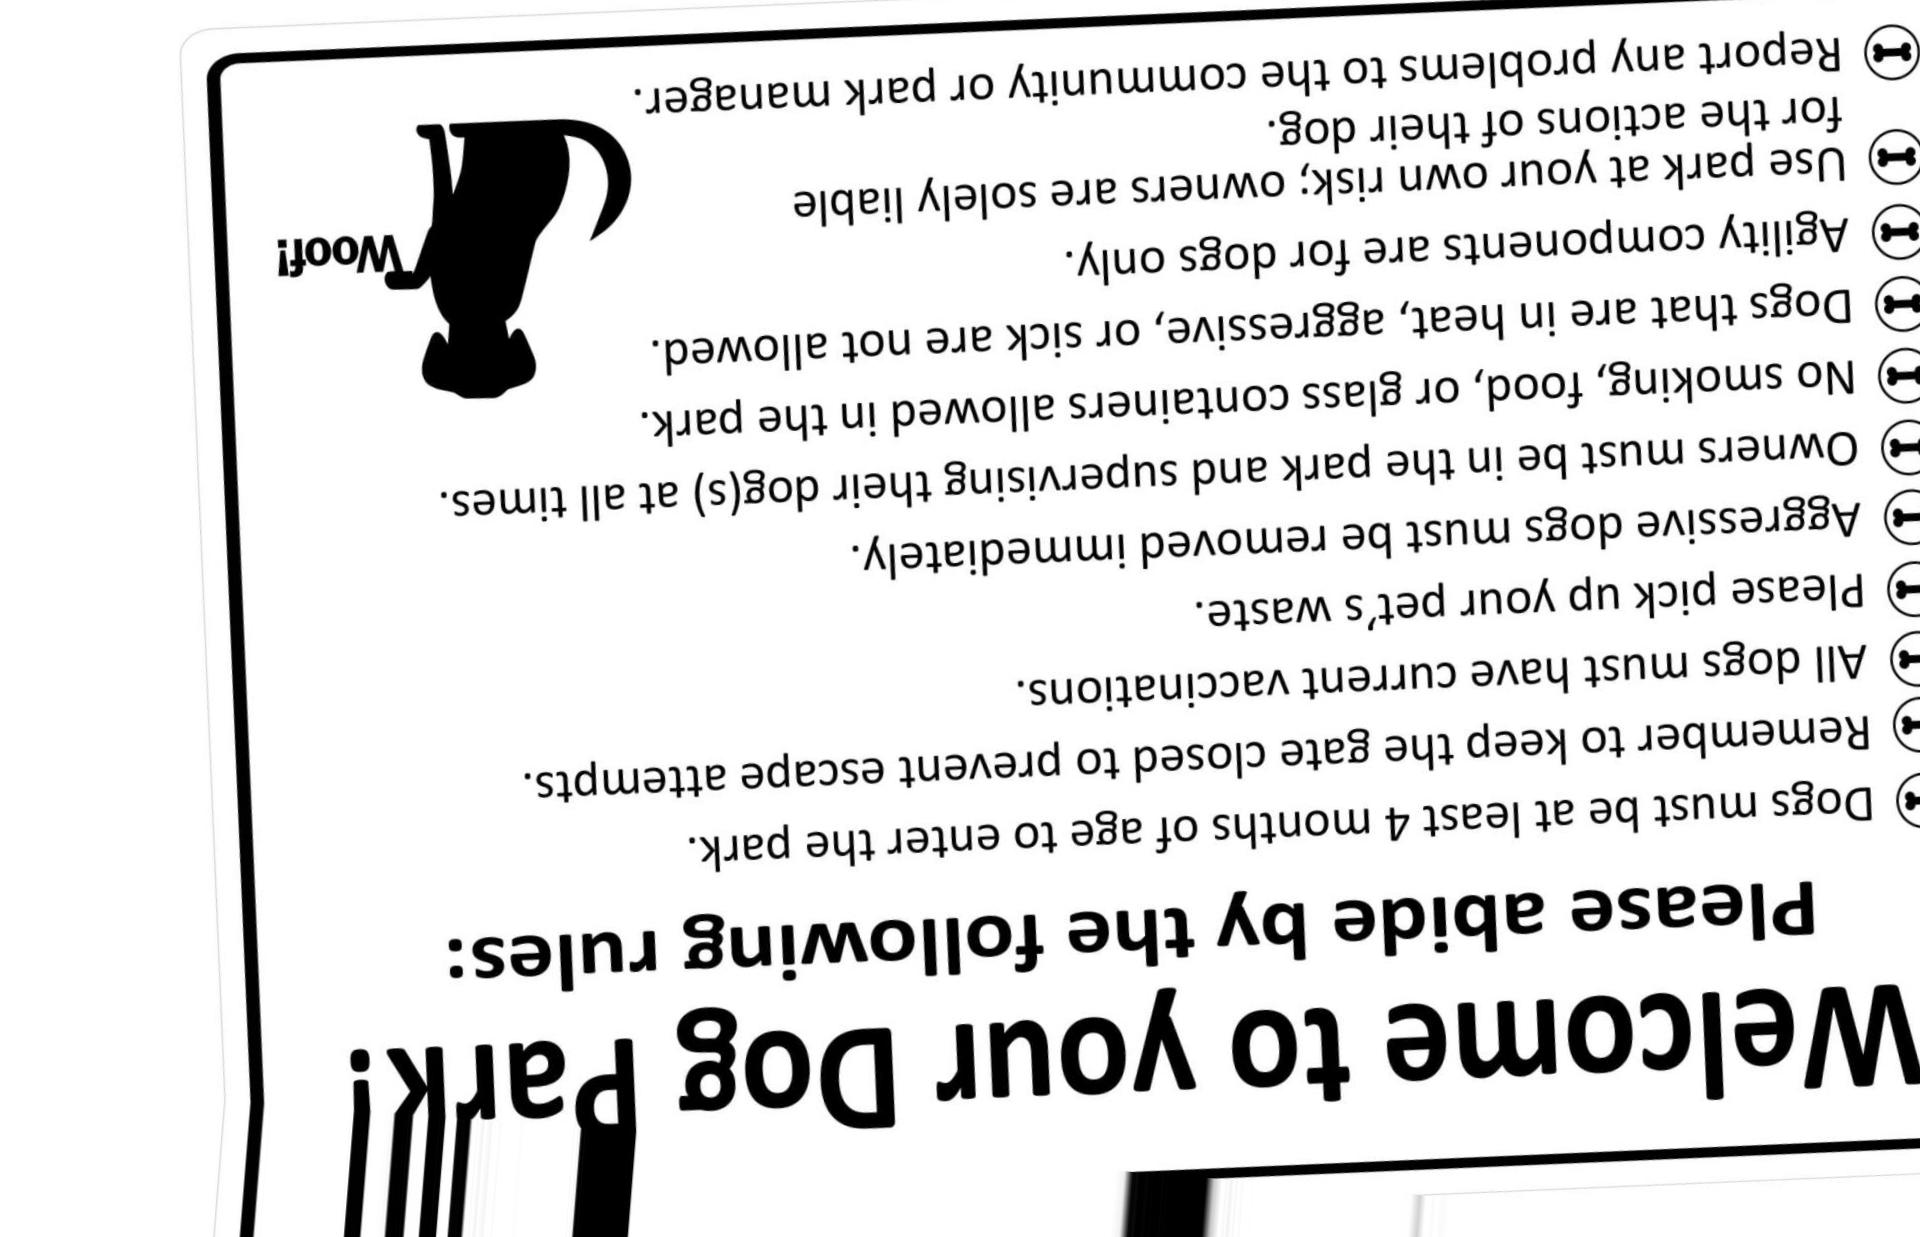 Welcome to your Dog Park!
Please abide by the following rules:
Dogs must be at least 4 months of age to enter the park.
Remember to keep the gate closed to prevent escape attempts.
All dogs must have current vaccinations.
Please pick up your pet's waste.
Aggressive dogs must be removed immediately.
Owners must be in the park and supervising their dog(s) at all times.
No smoking, food, or glass containers allowed in the park.
Dogs that are in heat, aggressive, or sick are not allowed.
Agility components are for dogs only.
Use park at your own risk; owners are solely liable
for the actions of their dog.
Report any problems to the community or park manager.
Woof!